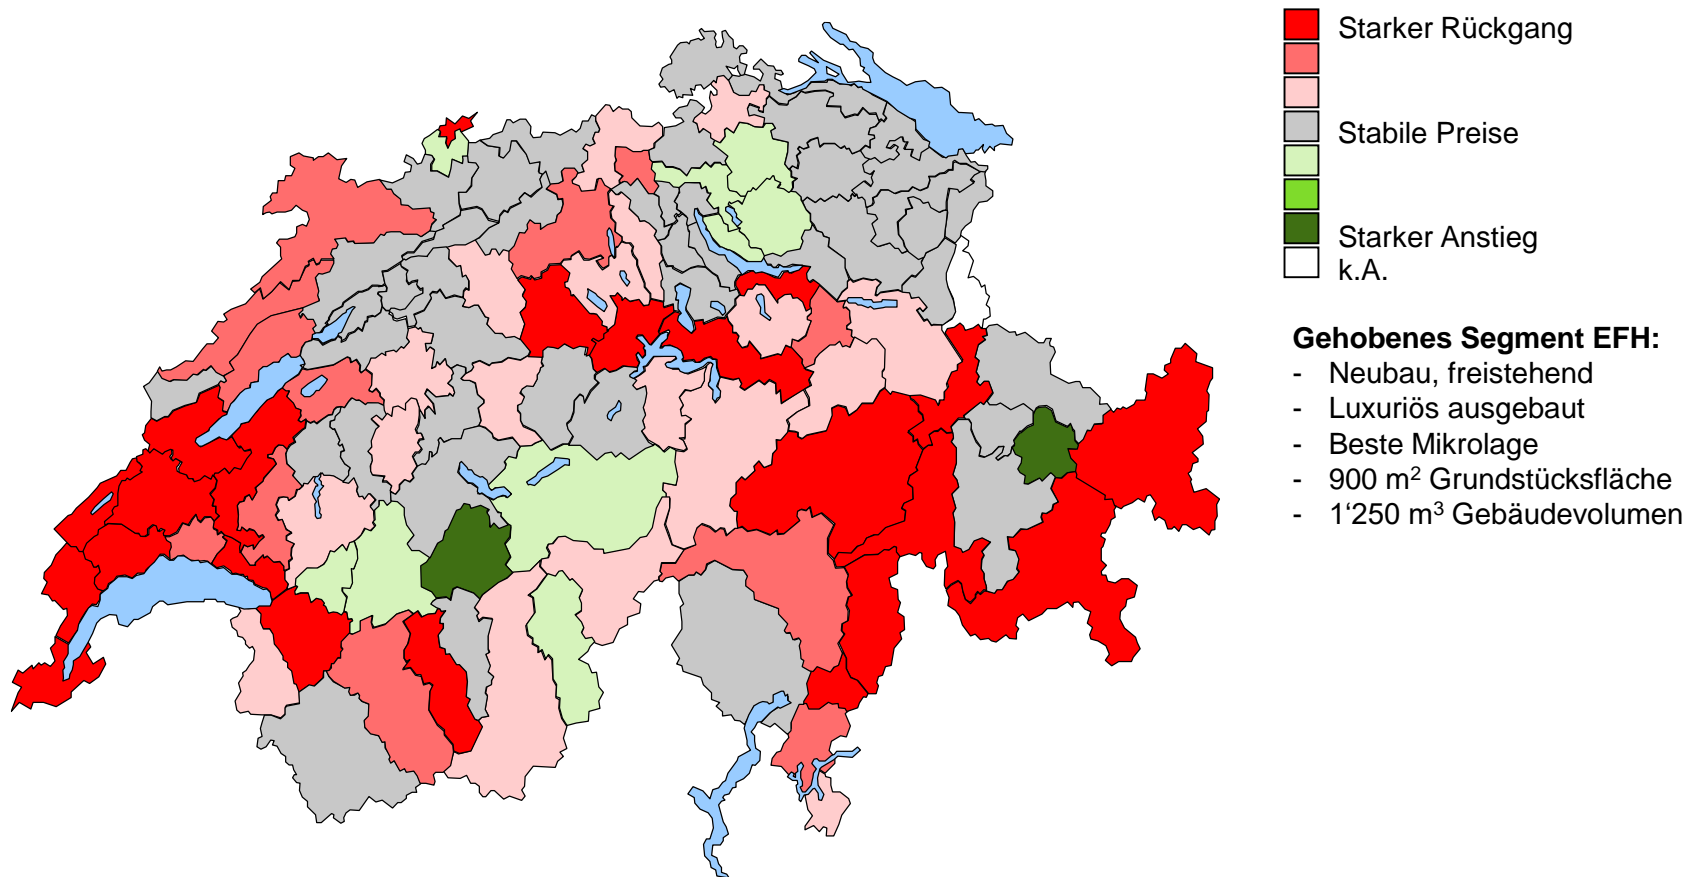 Starker Rückgang
Stabile Preise
Starker Anstieg
k.A.
Gehobenes Segment EFH:
- Neubau, freistehend
- Luxuriös ausgebaut
- Beste Mikrolage
- 900 m² Grundstücksfläche
- 1‘250 m³ Gebäudevolumen